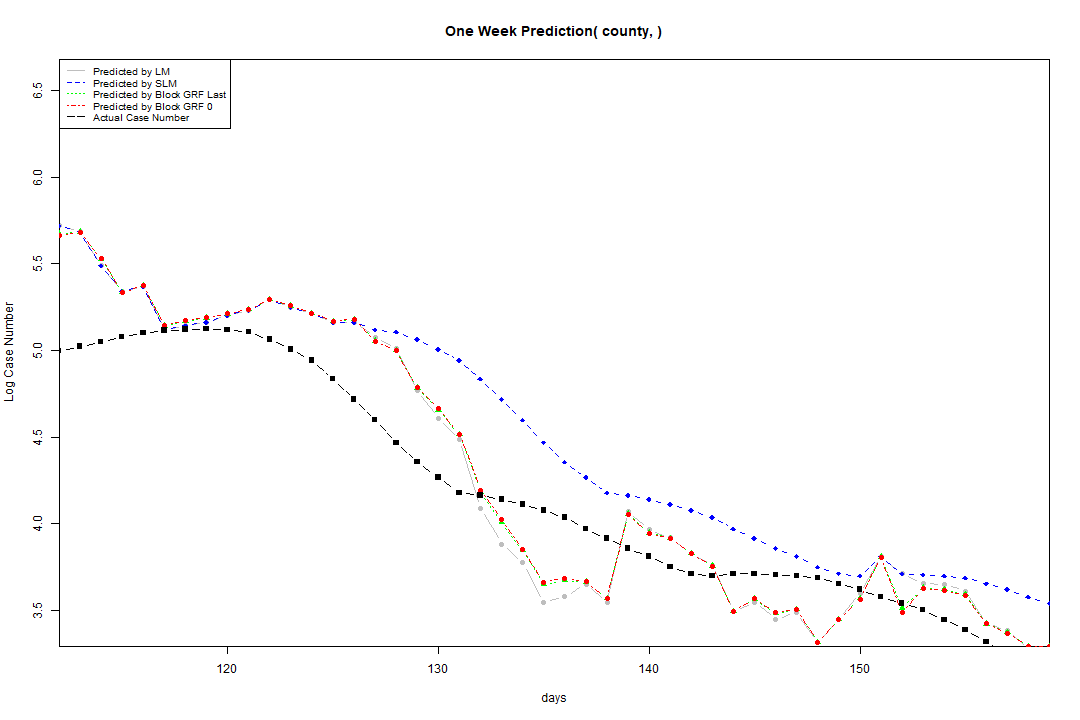 One Week Prediction( county, )
Predicted by LM
Predicted by SLM
Predicted by Block GRF Last
Predicted by Block GRF 0
Actual Case Number
Log Case Number
6.5
6.0
5.5
5.0
4.5
4.0
3.5
120 130 140 150
days